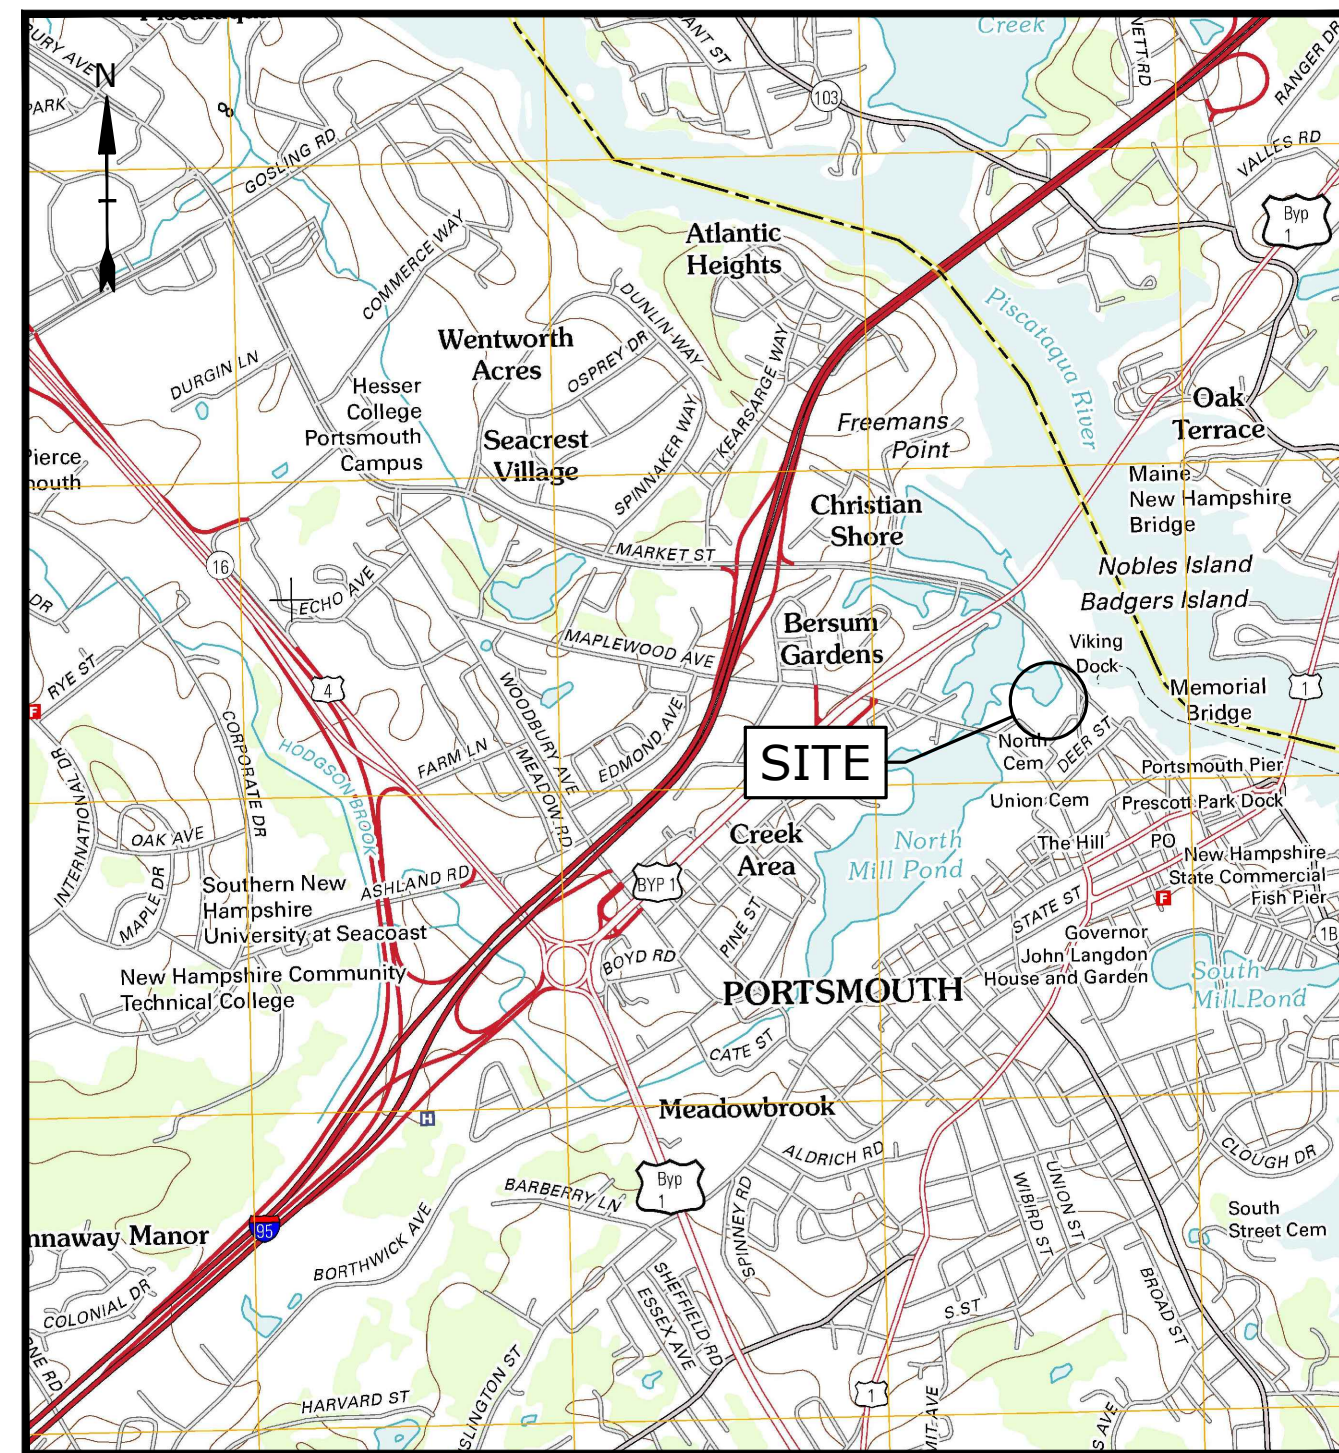 Creek
BURY AVE
N
PARK
GOSLING RD
103
RANGER DR
VALLES RD
Byp
1
COMMERCE WAY
Atlantic
Heights
Piscataqua River
DUNLIN WAY
OSPREY DR
Wentworth
Acres
DURGIN LN
Hesser
College
Portsmouth
Campus
KEARSARGE WAY
SPINNAKER WAY
Seacrest
Village
Freemans
Point
Oak
Terrace
Maine
New Hampshire
Bridge
Christian
Shore
MARKET ST
16
ECHO AVE
DR
Nobles Island
Badgers Island
Bersum
Gardens
MAPLEWOOD AVE
Viking
Dock
RYE ST
4
1
Memorial
Bridge
WOODBURY AVE
EDMOND AVE
MEADOW RD
FARM LN
CORPORATE DR
HODGSON BROOK
INTERNATIONAL DR
SITE
North
Cem
DEER ST
Portsmouth Pier
Union Cem
Prescott Park Dock
OAK AVE
MAPLE DR
Creek
Area
North
Mill Pond
The Hill
PO
New Hampshire
State Commercial
Fish Pier
BYP 1
ASHLAND RD
Southern New
Hampshire
University at Seacoast
F
F
STATE ST
PINE ST
BOYD RD
1B
Governor
John Langdon
House and Garden
South
Mill Pond
New Hampshire Community
Technical College
PORTSMOUTH
CATE ST
H
Meadowbrook
ALDRICH RD
CLOUGH DR
BARBERRY LN
Byp
1
SPINNEY RD
UNION ST
WIBIRD ST
South
Street Cem
95
nnaway Manor
BORTHWICK AVE
COLONIAL DR
SHEFFIELD RD
ESSEX AVE
S ST
BROAD ST
HARVARD ST
SLINGTON ST
1